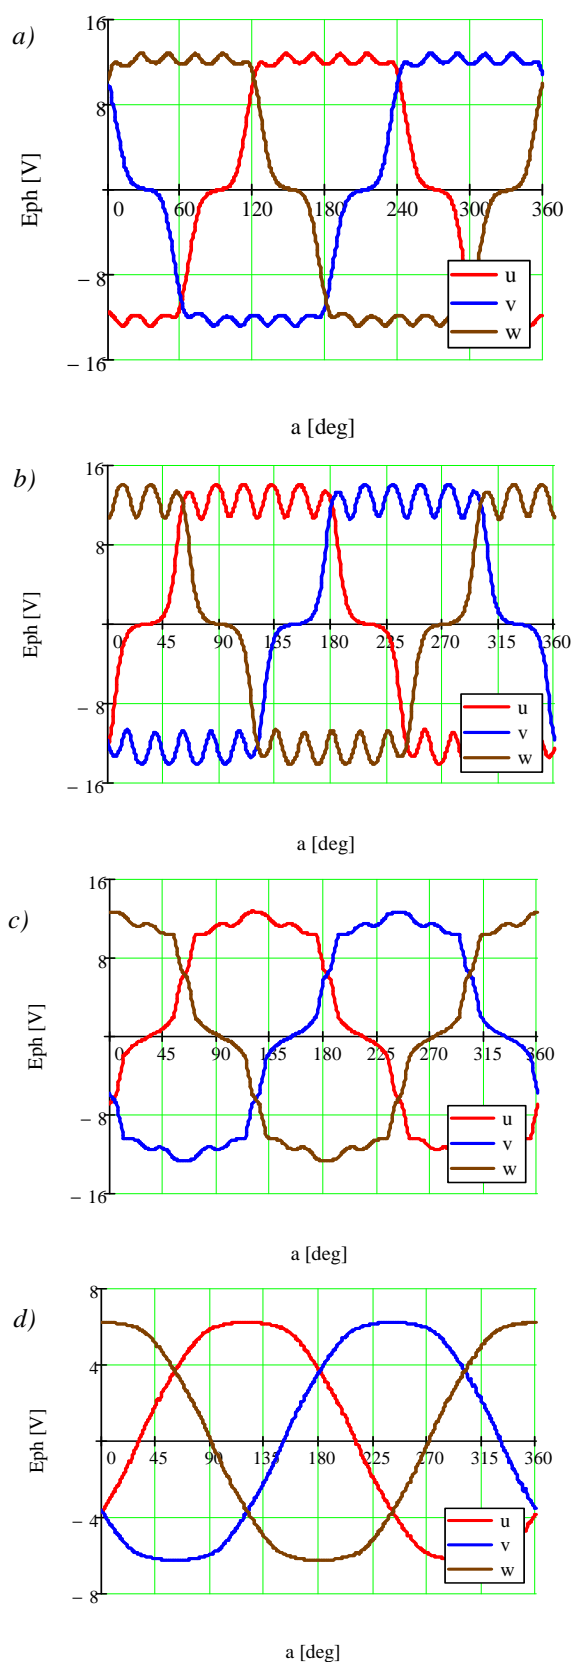 a)
16
8
Eph [V]
0 60 120 180 240 300 360
− 8
− 16
u
v
w
a [deg]
b)
16
8
Eph [V]
0 45 90 135 180 225 270 315 360
− 8
− 16
u
v
w
a [deg]
c)
16
8
Eph [V]
0 45 90 135 180 225 270 315 360
− 8
− 16
u
v
w
a [deg]
d)
8
4
Eph [V]
0 45 90 135 180 225 270 315 360
− 4
− 8
u
v
w
a [deg]